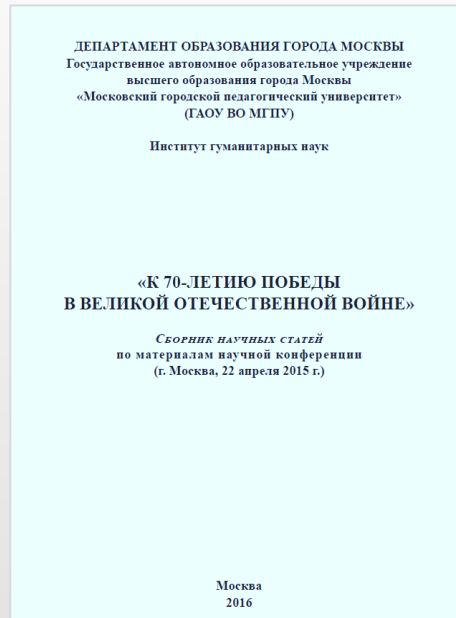 ДЕПАРТАМЕНТ ОБРАЗОВАНИЯ ГОРОДА МОСКВЫ
Государственное автономное образовательное учреждение
высшего образования города Москвы
«Московский городской педагогический университет»
(ГАОУ ВО МГПУ)
Институт гуманитарных наук
«К 70-ЛЕТИЮ ПОБЕДЫ
В ВЕЛИКОЙ ОТЕЧЕСТВЕННОЙ ВОЙНЕ»
Сборник научных статей
по материалам научной конференции
(г. Москва, 22 апреля 2015 г.)
Москва
2016